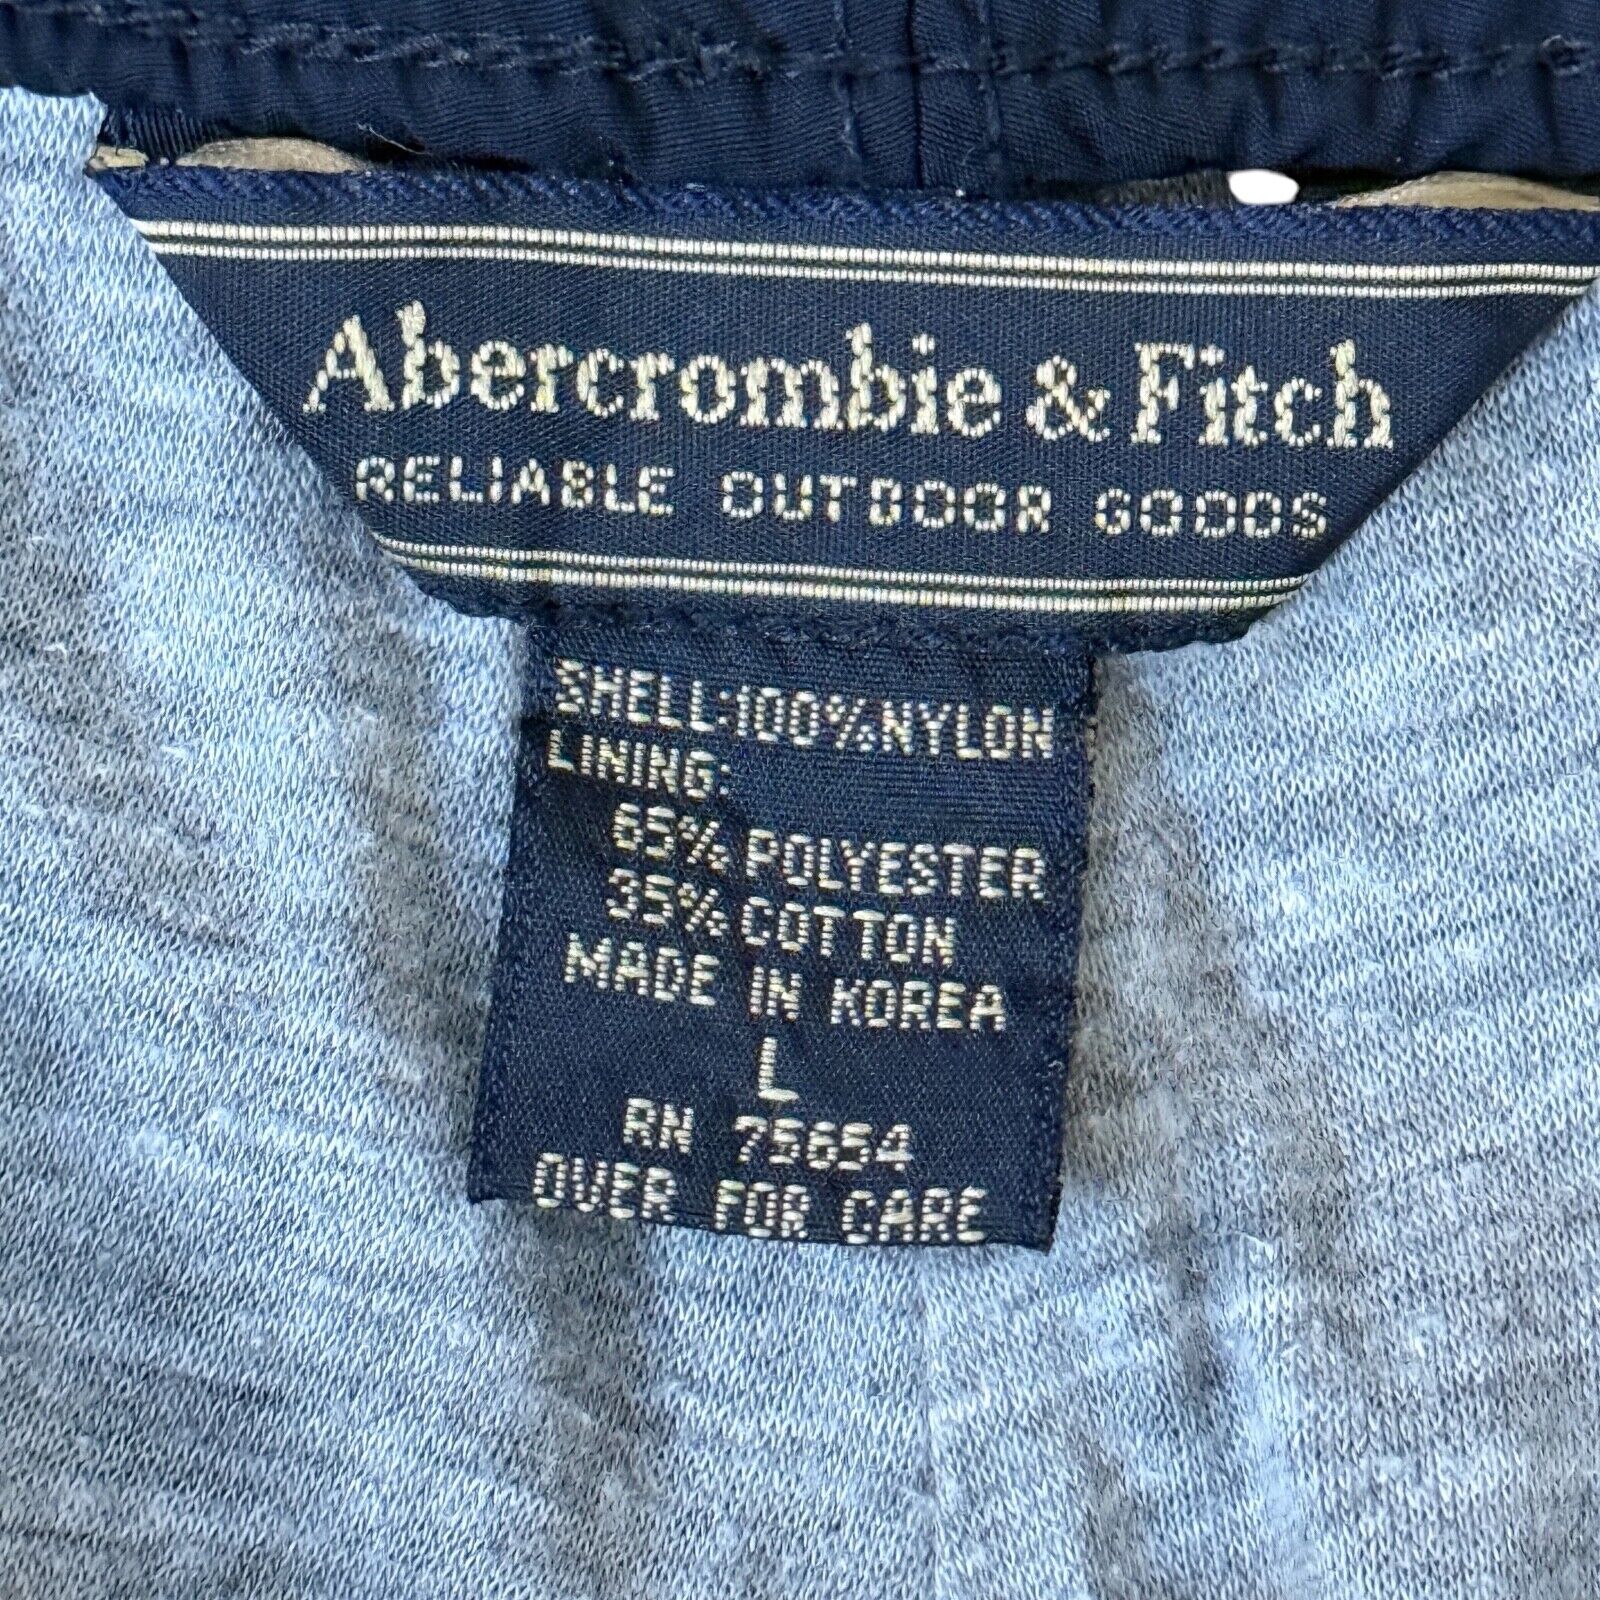 Abercrombie & Fitch
RELIABLE OUTDOOR GOODS
SHELL:100%NYLON
LINING:
65% POLYESTER
35% COTTON
MADE IN KOREA
L
RN 75654
OVER FOR CARE